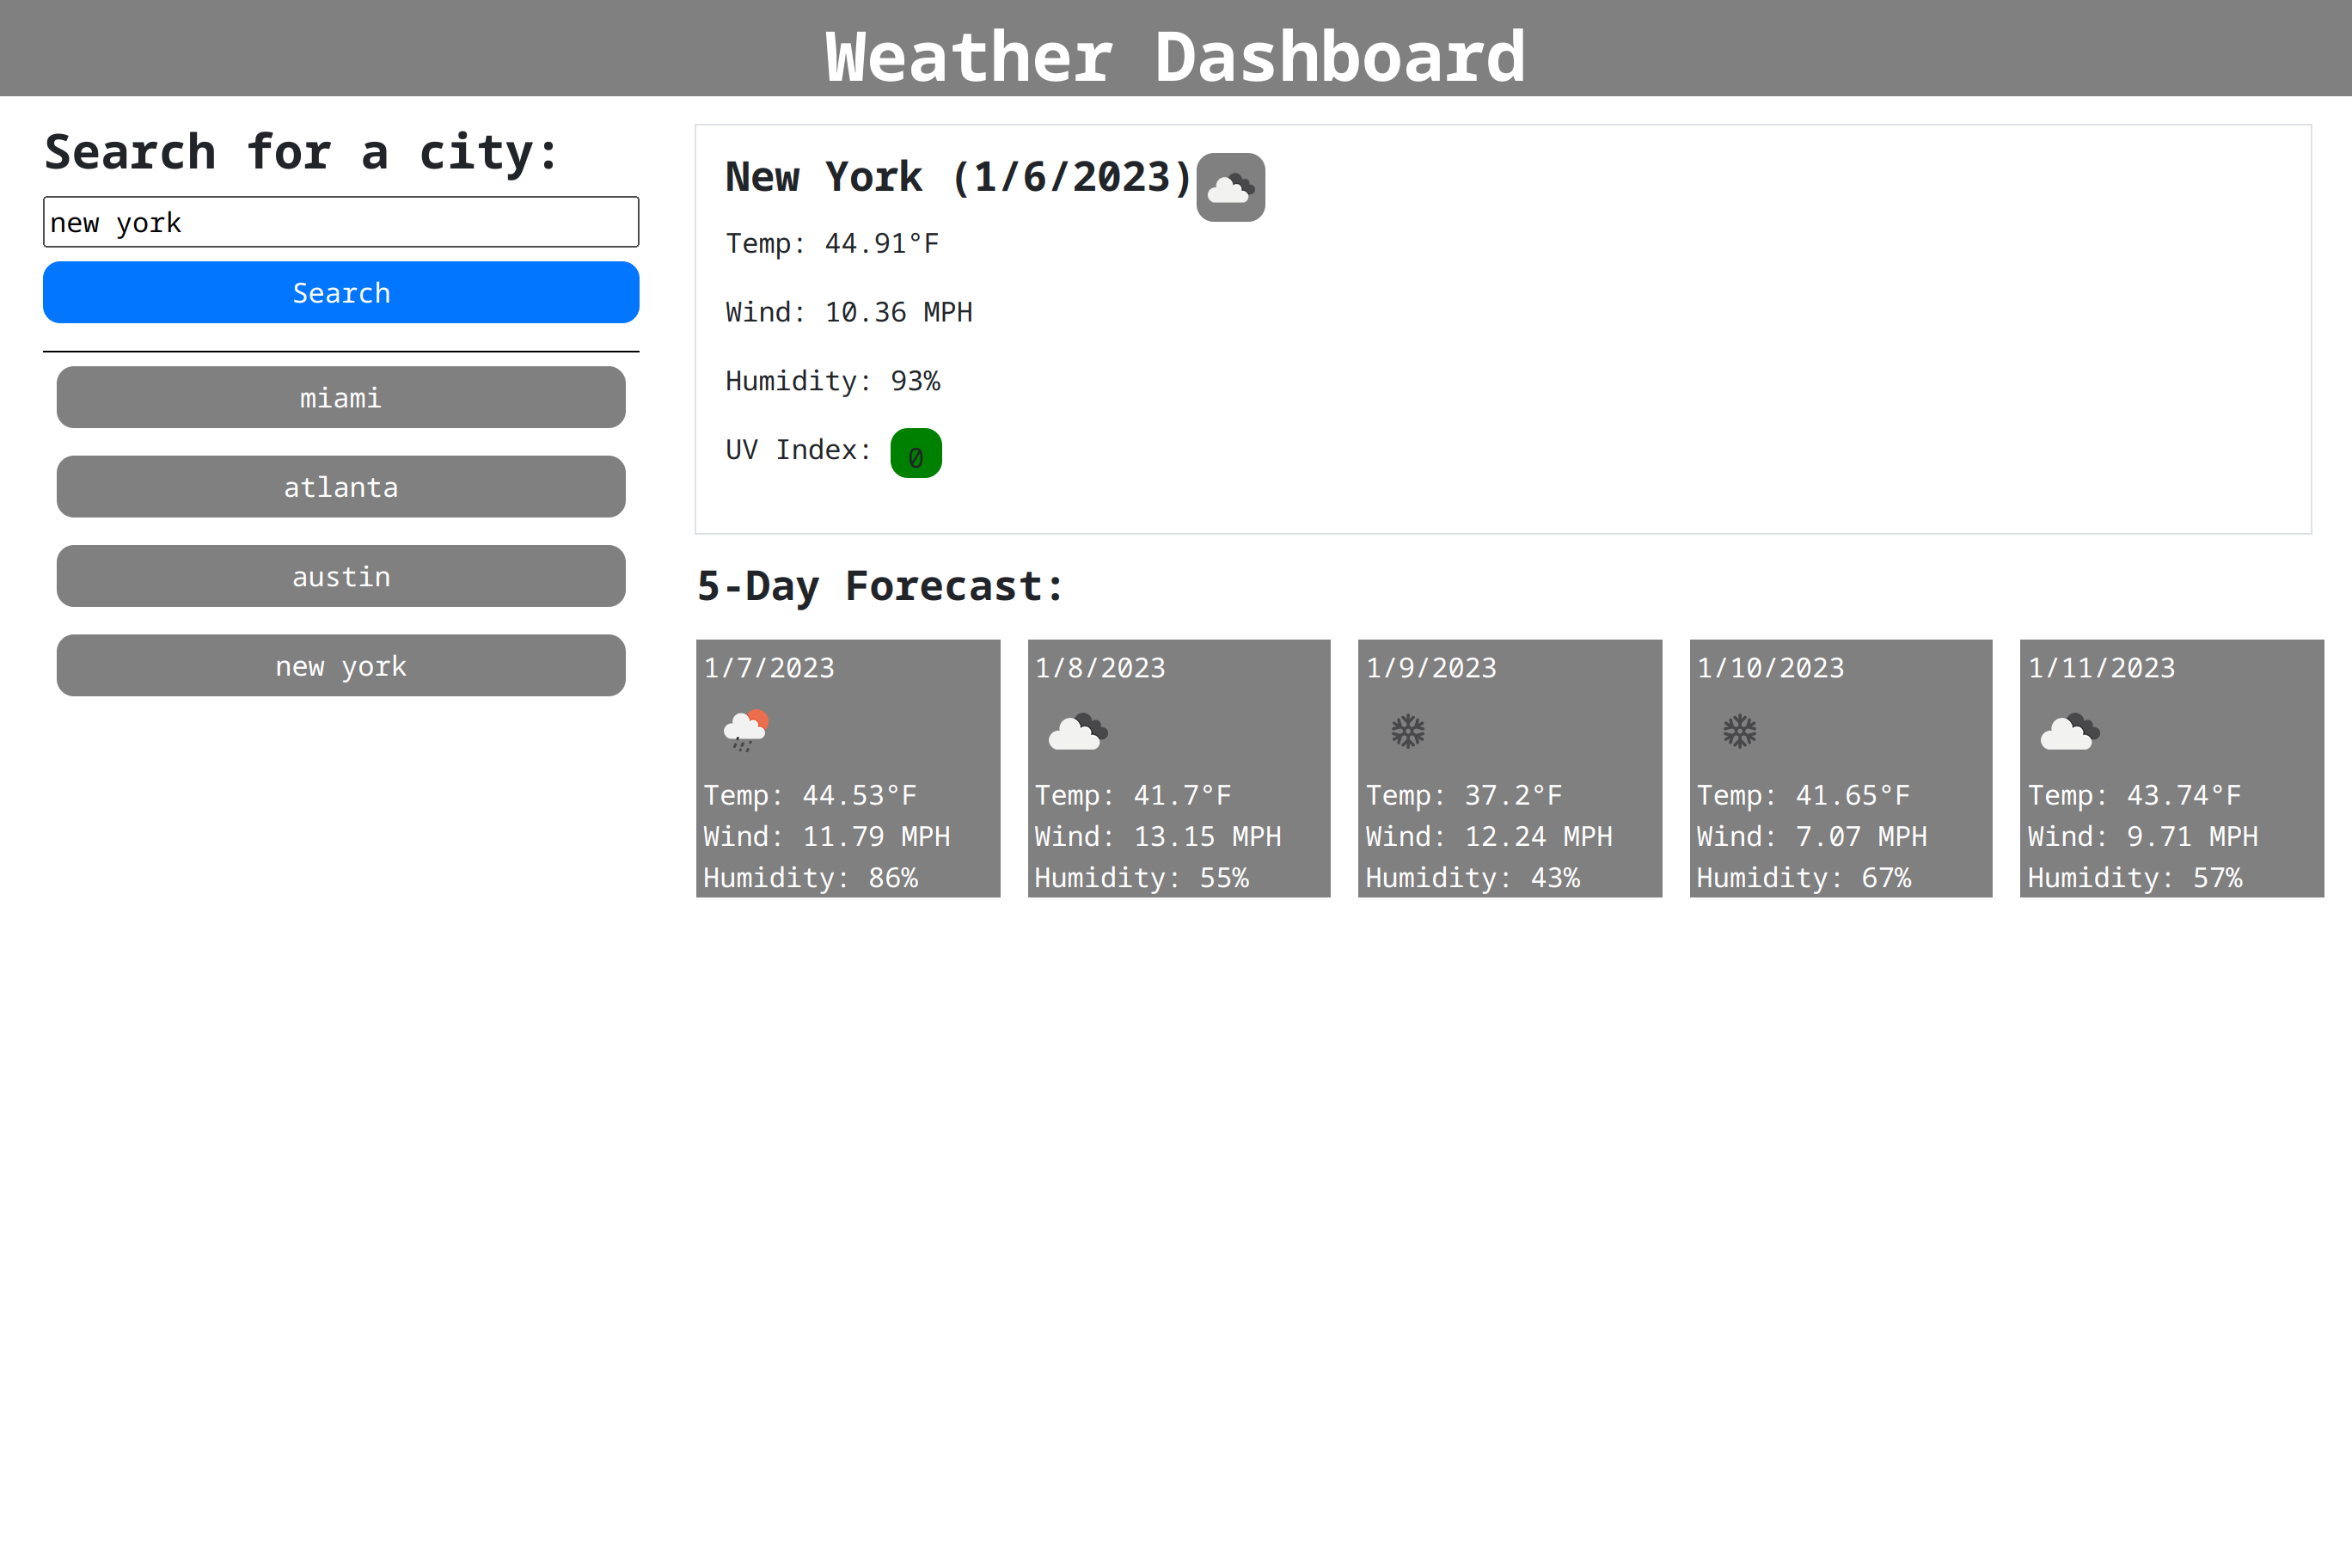 Weather Dashboard
Search for a city:
new york
Search
miami
atlanta
austin
new york
New York (1/6/2023)
Temp: 44.91°F
Wind: 10.36 MPH
Humidity: 93%
UV Index: 0
5-Day Forecast:
1/7/2023
Temp: 44.53°F
Wind: 11.79 MPH
Humidity: 86%
1/8/2023
Temp: 41.7°F
Wind: 13.15 MPH
Humidity: 55%
1/9/2023
Temp: 37.2°F
Wind: 12.24 MPH
Humidity: 43%
1/10/2023
Temp: 41.65°F
Wind: 7.07 MPH
Humidity: 67%
1/11/2023
Temp: 43.74°F
Wind: 9.71 MPH
Humidity: 57%